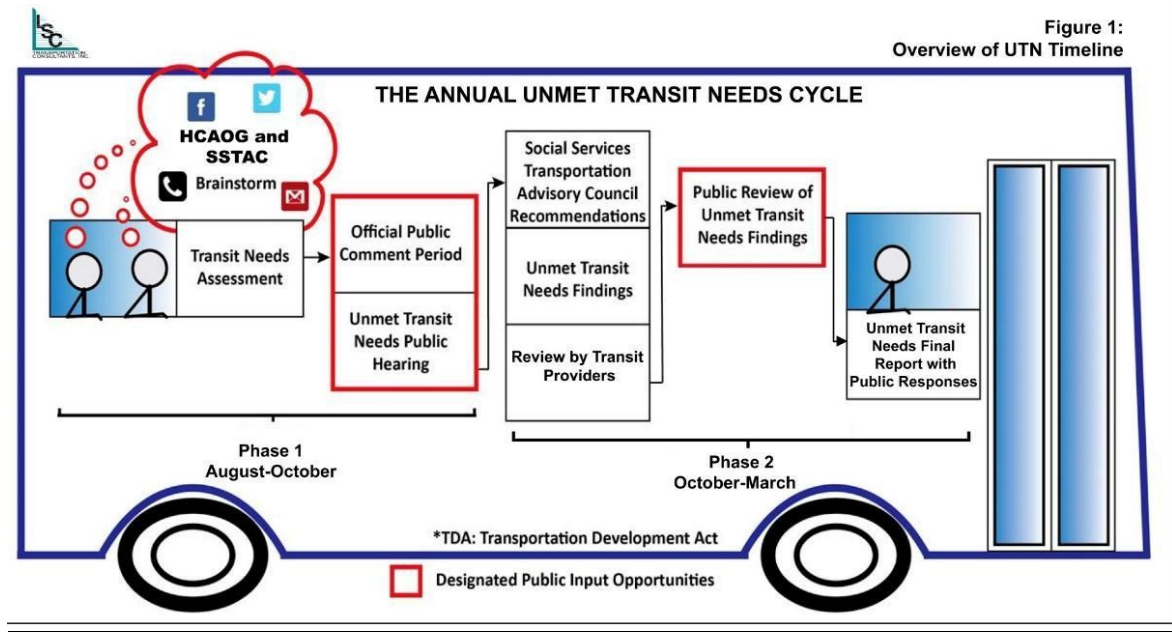 LSC
TRANSPORTATION
CONSULTANTS, INC.
Figure 1:
Overview of UTN Timeline
THE ANNUAL UNMET TRANSIT NEEDS CYCLE
f
HCAOG and
SSTAC
Brainstorm
Transit Needs
Assessment
Official Public
Comment Period
Unmet Transit
Needs Public
Hearing
Social Services
Transportation
Advisory Council
Recommendations
Unmet Transit
Needs Findings
Review by Transit
Providers
Public Review of
Unmet Transit
Needs Findings
Unmet Transit
Needs Final
Report with
Public Responses
Phase 1
August-October
Phase 2
October-March
*TDA: Transportation Development Act
Designated Public Input Opportunities